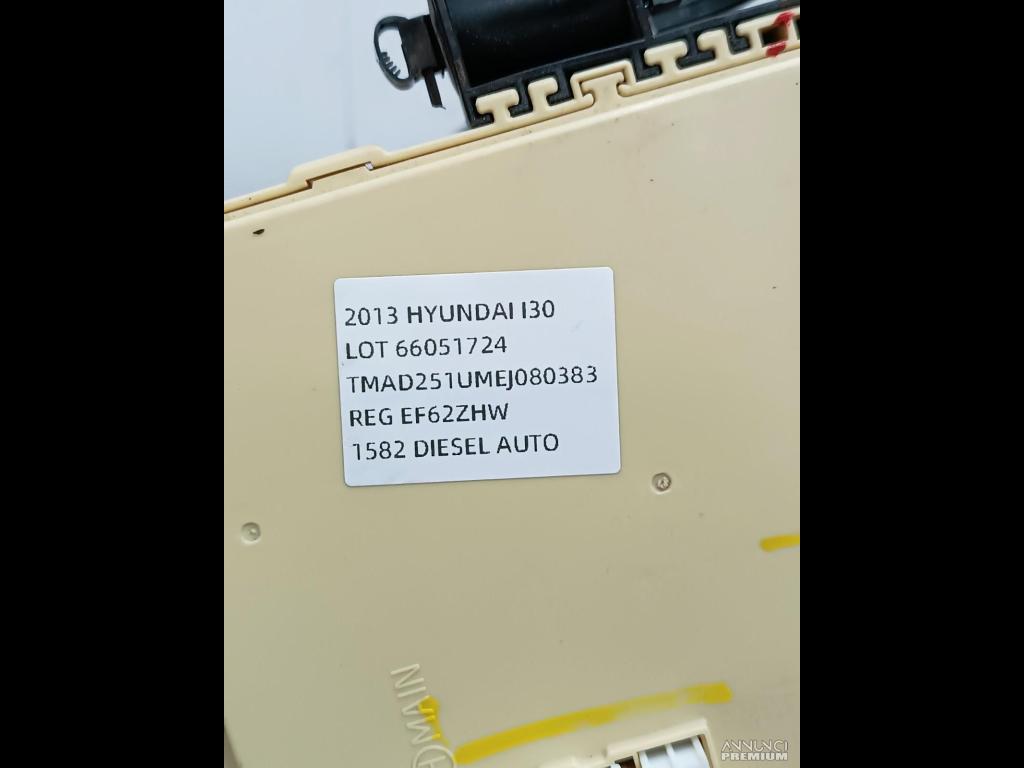 2013 HYUNDAI I30
LOT 66051724
TMAD251UMEJ080383
REG EF62ZHW
1582 DIESEL AUTO
MAIN
ANNUNCI
PREMIUM